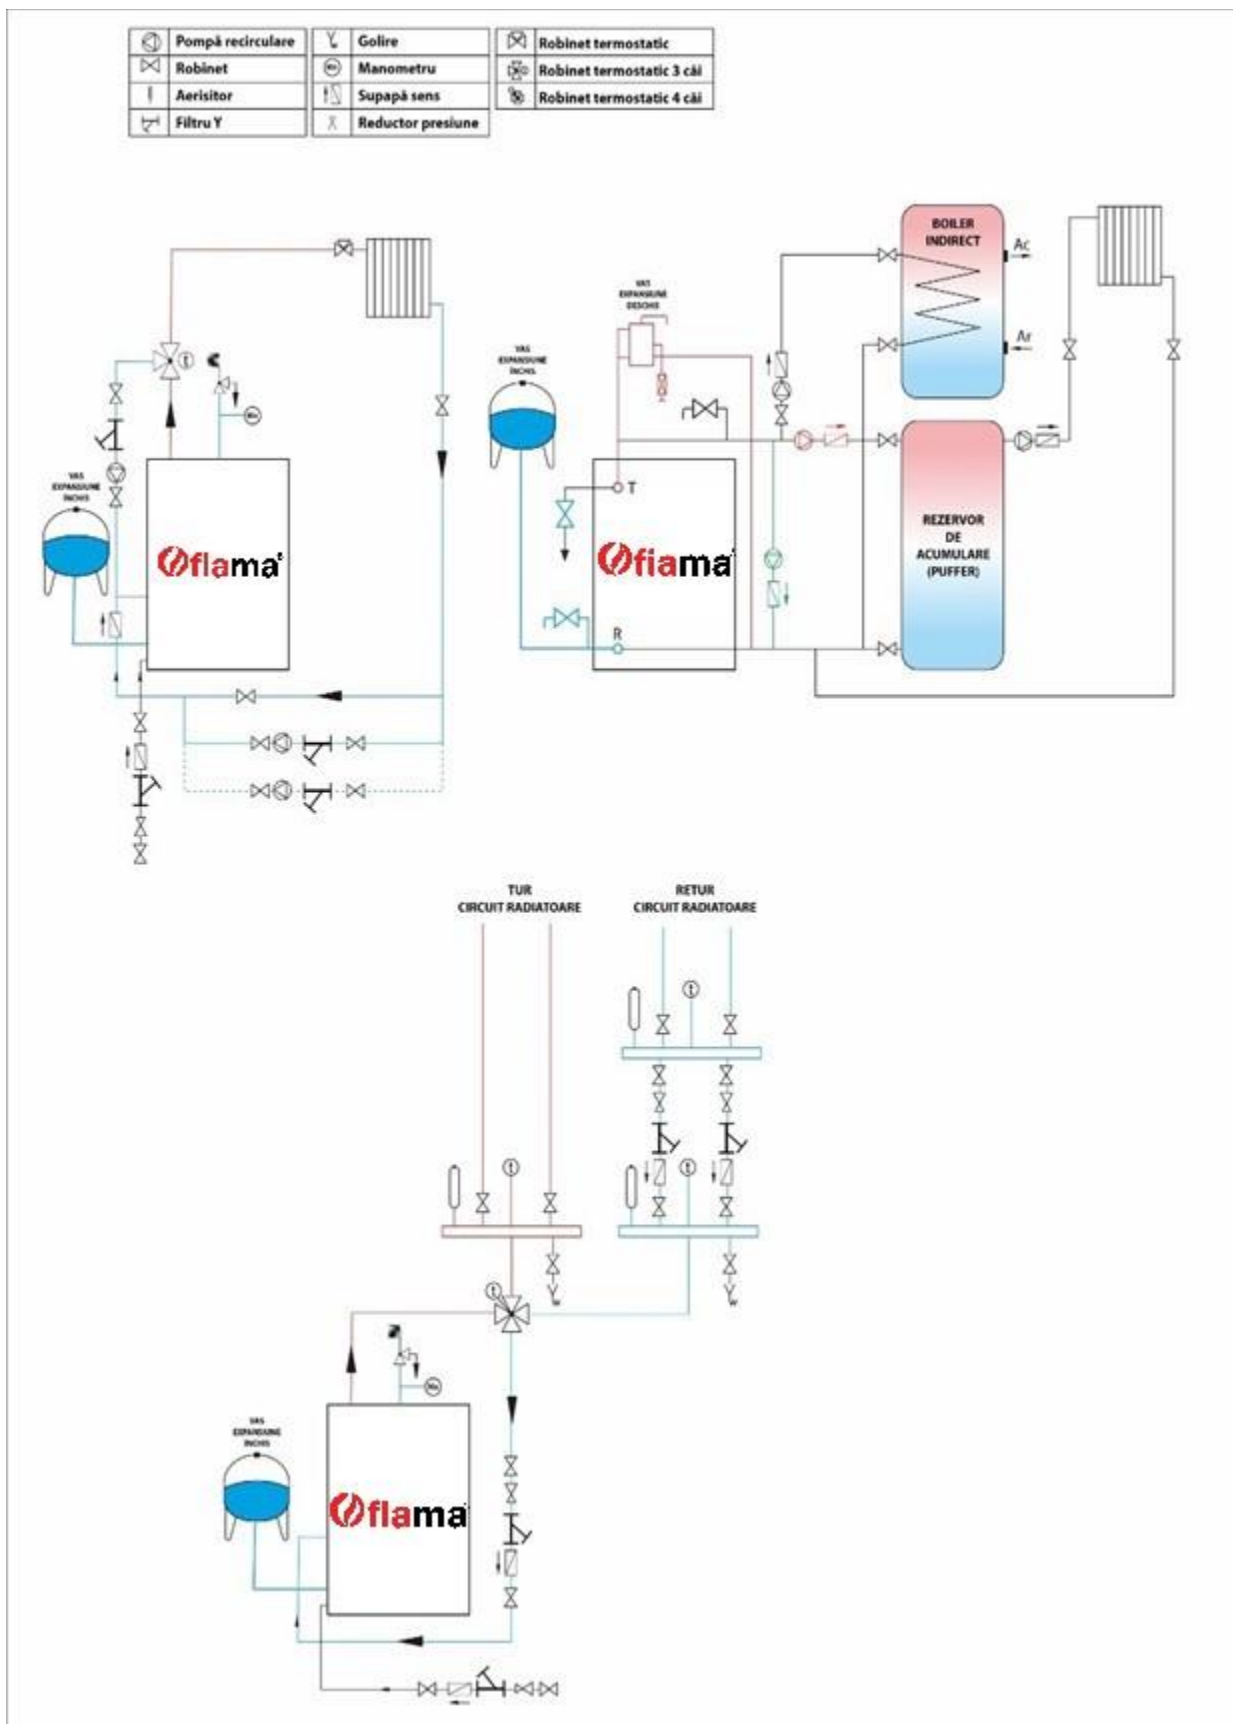 Pompă recirculare
Golire
Robinet termostatic
Robinet
Manometru
Robinet termostatic 3 căi
Aerisitor
Supapă sens
Robinet termostatic 4 căi
Filtru Y
Reductor presiune
BOILER
INDIRECT
Ac
Ar
VAS
EXPANSIUNE
DESCHIS
VAS
EXPANSIUNE
ÎNCHIS
t
VAS
EXPANSIUNE
ÎNCHIS
T
R
REZERVOR
DE
ACUMULARE
(PUFFER)
flama
fiama
TUR
CIRCUIT RADIATOARE
RETUR
CIRCUIT RADIATOARE
t
t
t
t
VAS
EXPANSIUNE
ÎNCHIS
flama